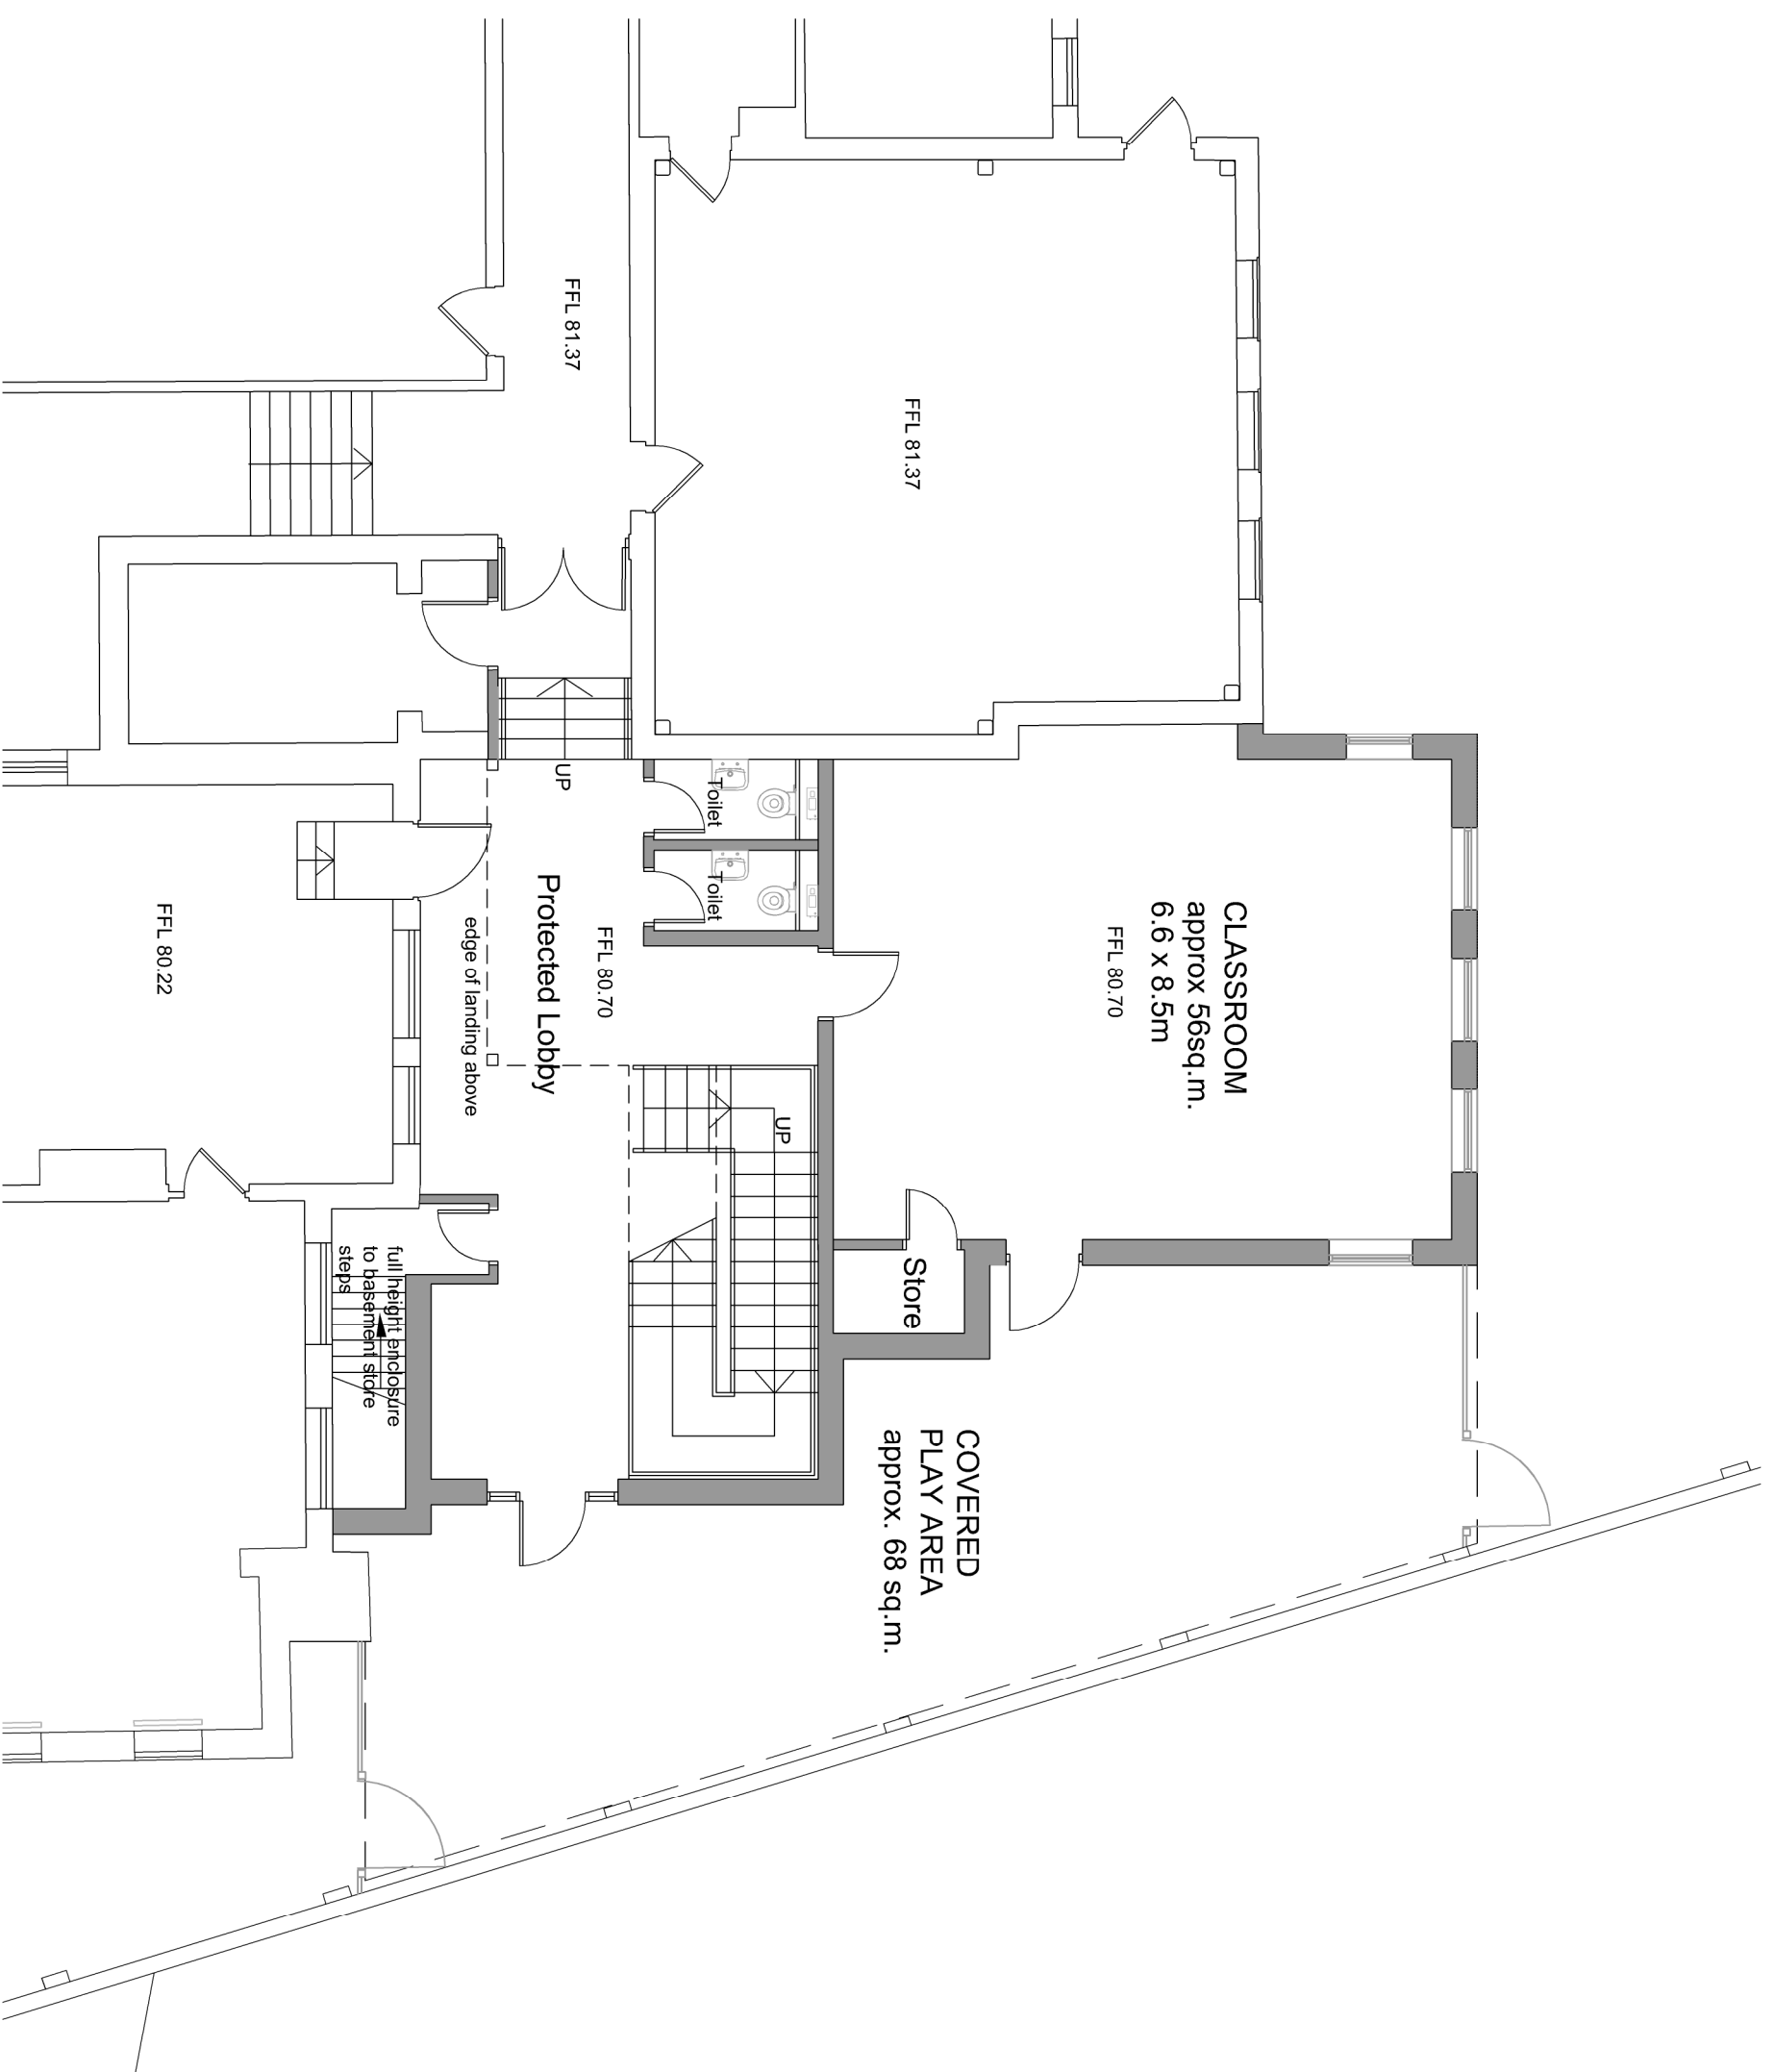 FFL 81.37
FFL 81.37
CLASSROOM
approx 56sq.m.
6.6 x 8.5m
FFL 80.70
UP
Toilet
Toilet
FFL 80.70
Protected Lobby
edge of landing above
FFL 80.22
UP
Store
full height enclosure
to basement store
steps
COVERED
PLAY AREA
approx. 68 sq.m.